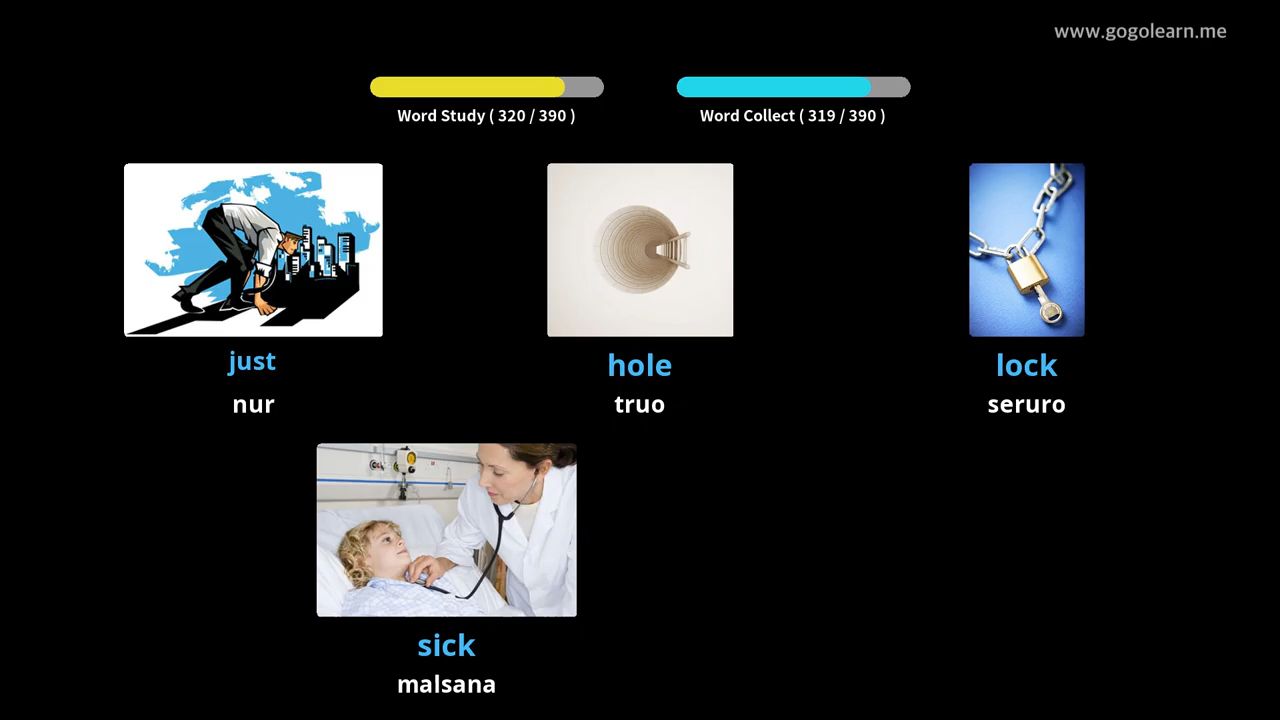 www.gogolearn.me
Word Study ( 320 / 390 )
Word Collect ( 319 / 390 )
just
nur
hole
truo
lock
seruro
sick
malsana